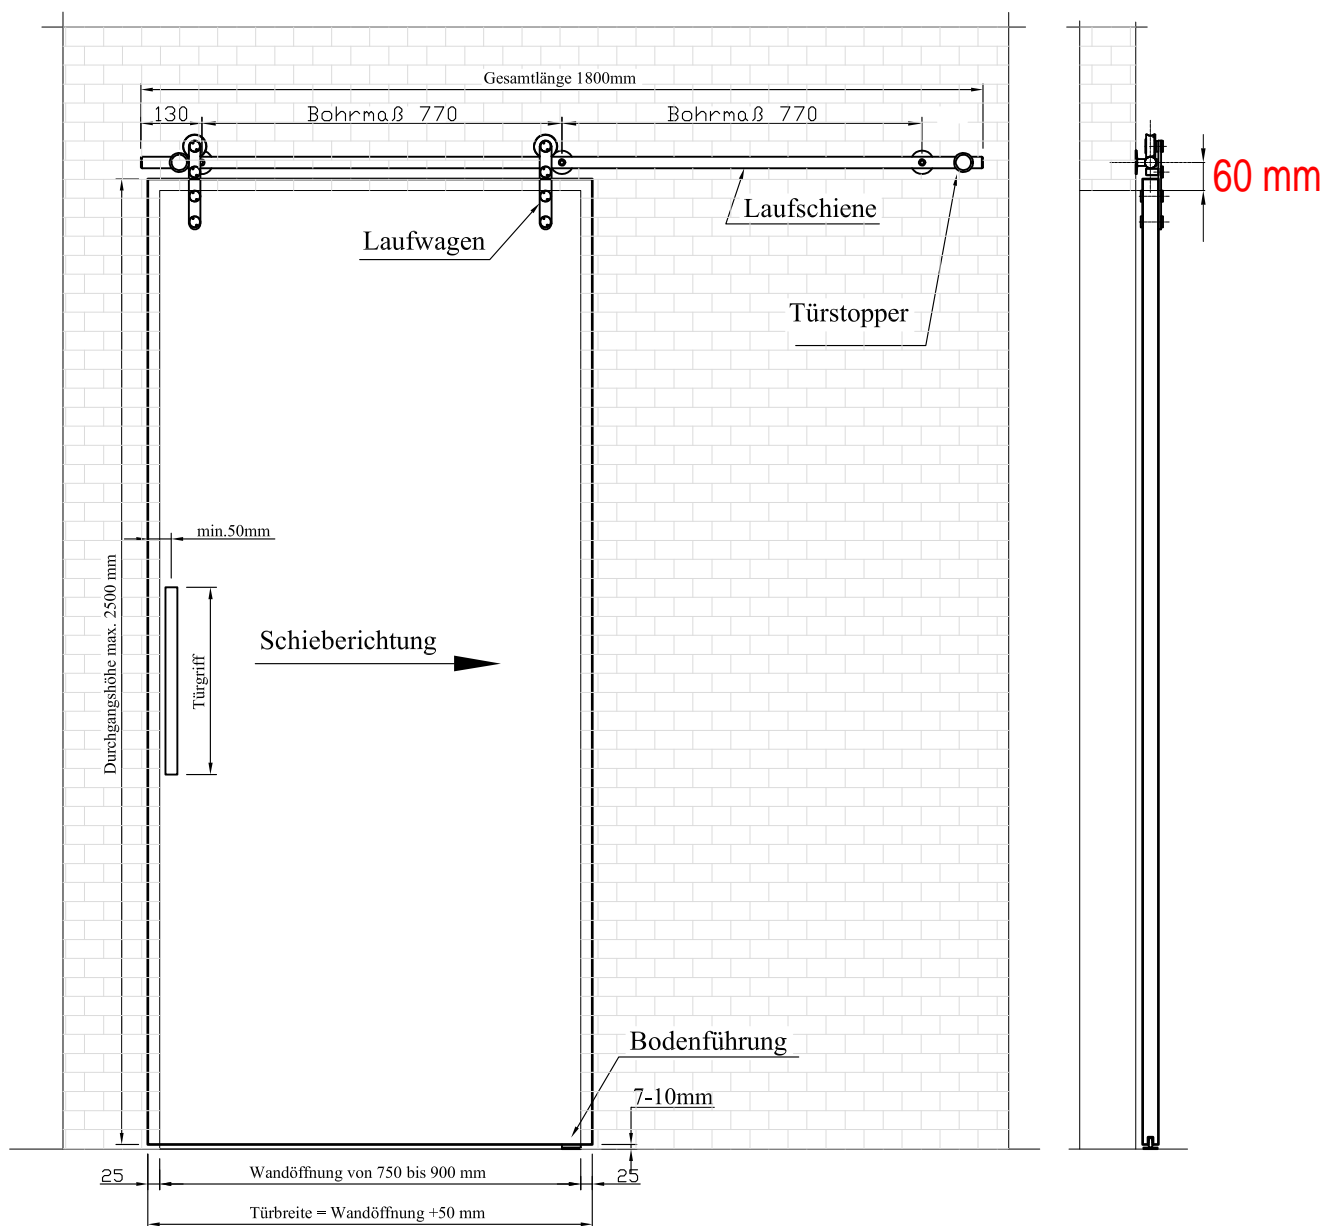 Gesamtlänge 1800mm
130
Bohrmaß 770
Bohrmaß 770
60 mm
Laufschiene
Laufwagen
Türstopper
min.50mm
Durchgangshöhe max. 2500 mm
Türgriff
Schieberichtung
Bodenführung
7-10mm
25
Wandöffnung von 750 bis 900 mm
25
Türbreite = Wandöffnung +50 mm